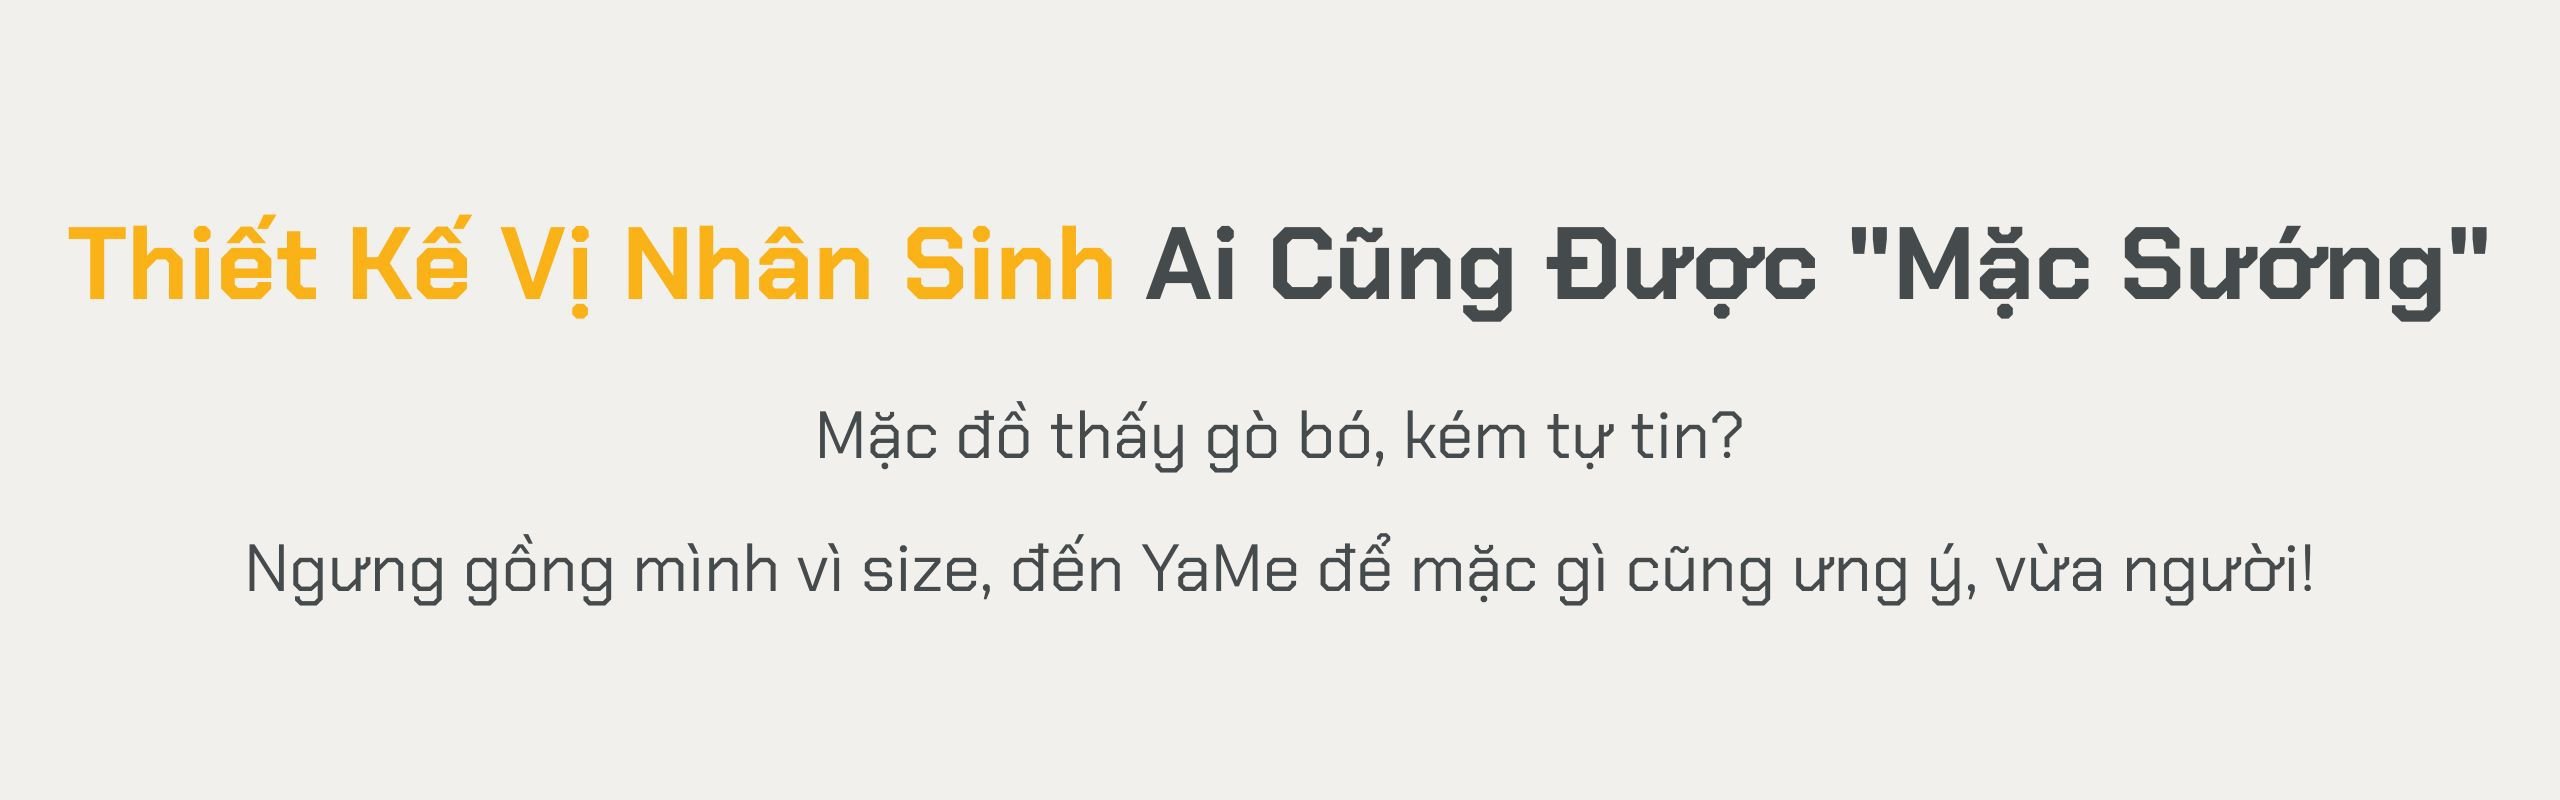 Thiết Kế Vị Nhân Sinh Ai Cũng Được "Mặc Sướng"
Mặc đồ thấy gò bó, kém tự tin?
Ngưng gồng mình vì size, đến YaMe để mặc gì cũng ưng ý, vừa người!